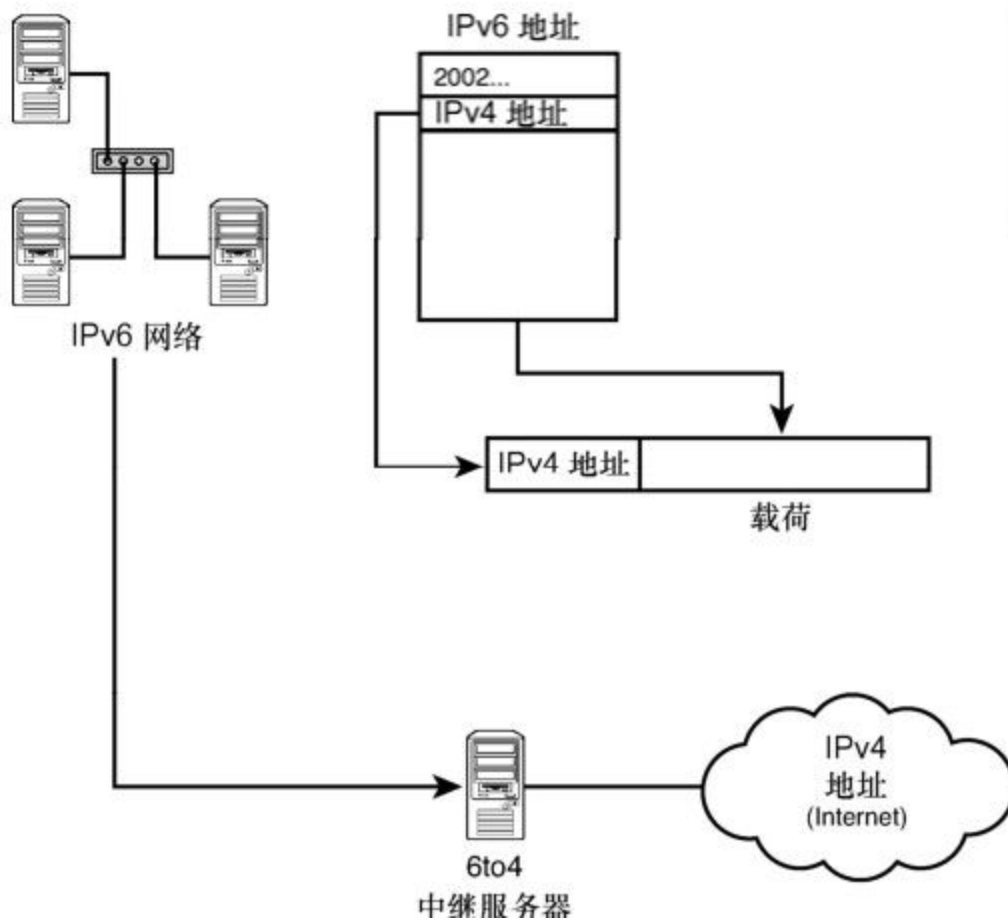 IPv6 地址
2002...
IPv4 地址
IPv6 网络
IPv4 地址
载荷
IPv4
地址
(Internet)
6to4
中继服务器